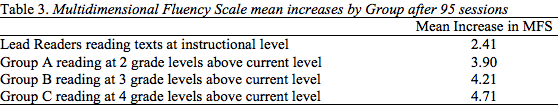 Table 3. Multidimensional Fluency Scale mean increases by Group after 95 sessions
Mean Increase in MFS
Lead Readers reading texts at instructional level 2.41
Group A reading at 2 grade levels above current level 3.90
Group B reading at 3 grade levels above current level 4.21
Group C reading at 4 grade levels above current level 4.71